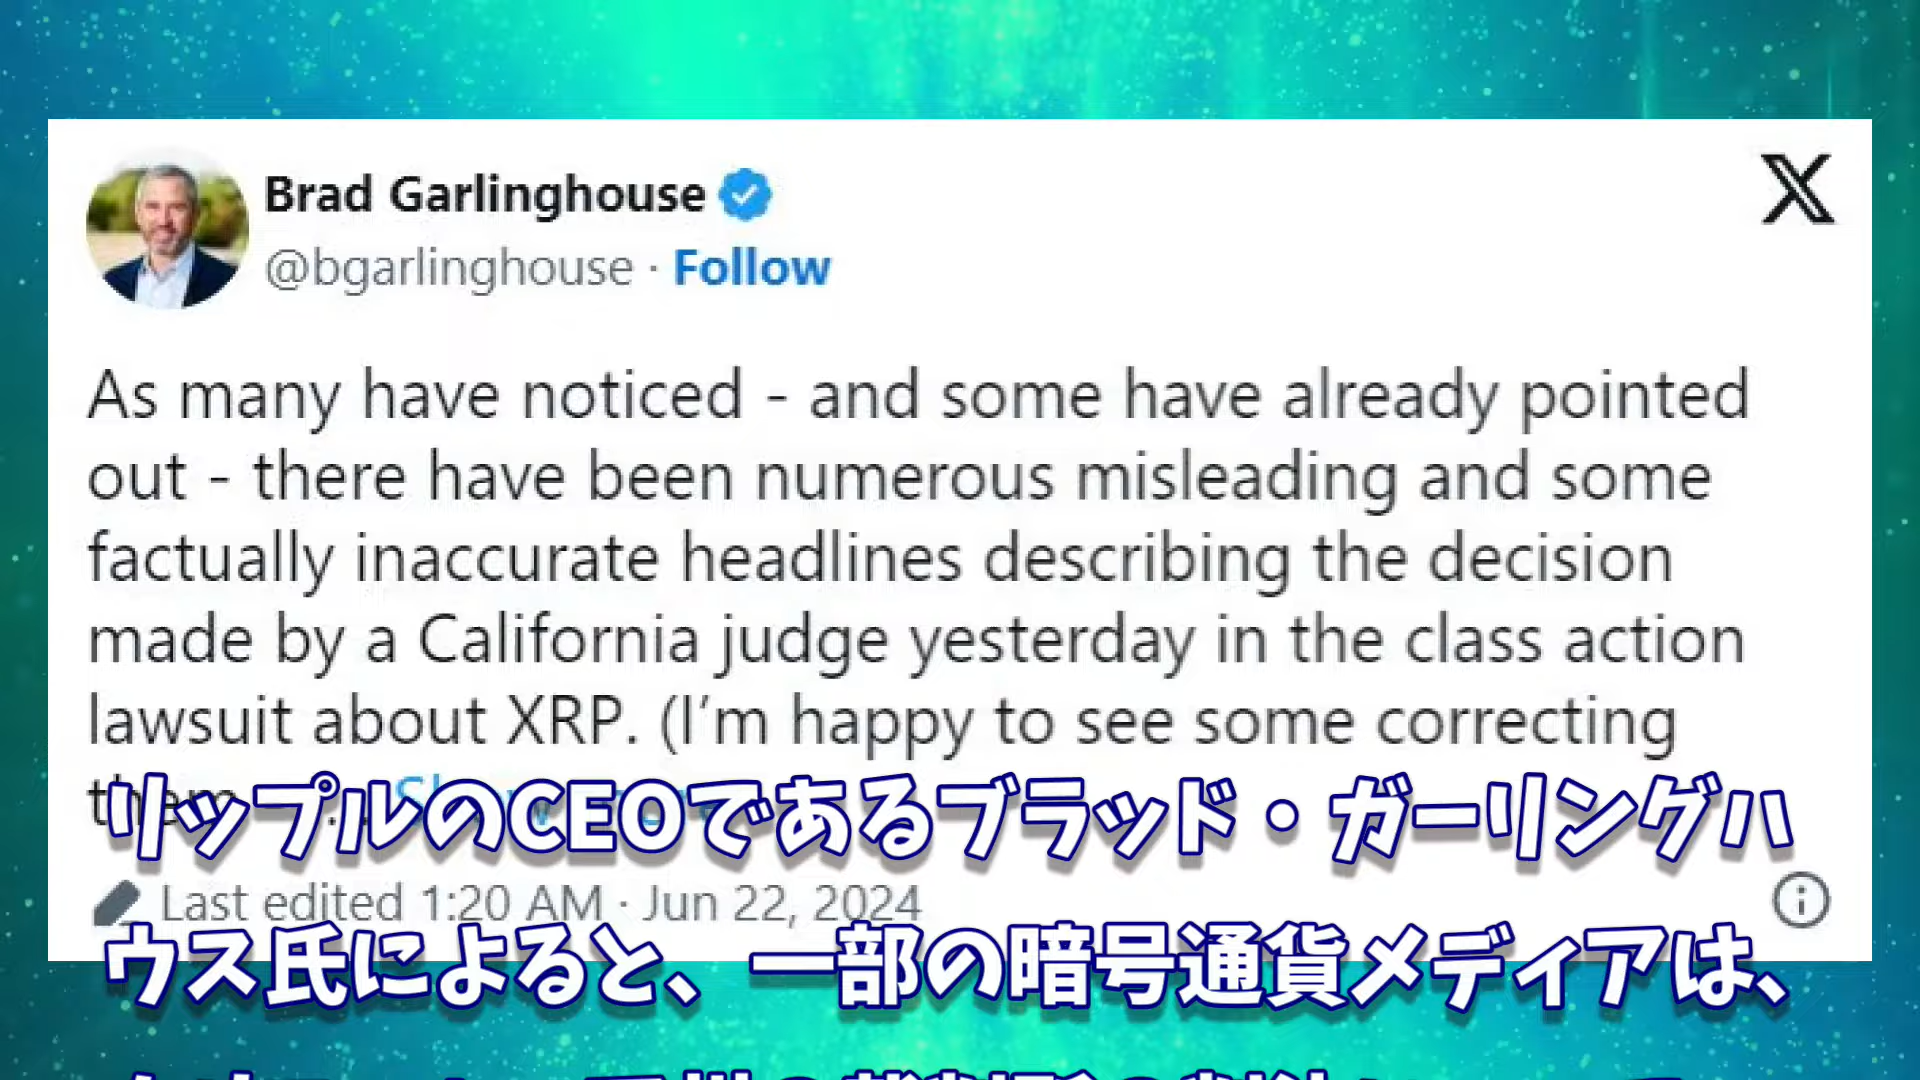 Brad Garlinghouse
@bgarlinghouse · Follow
As many have noticed - and some have already pointed
out - there have been numerous misleading and some
factually inaccurate headlines describing the decision
made by a California judge yesterday in the class action
lawsuit about XRP. (I'm happy to see some correcting
リップルのCEOであるブラッド・ガーリングハ
Last edited 1:20 AM · Jun 22, 2024
ウス氏によると、一部の暗号通貨メディアは、